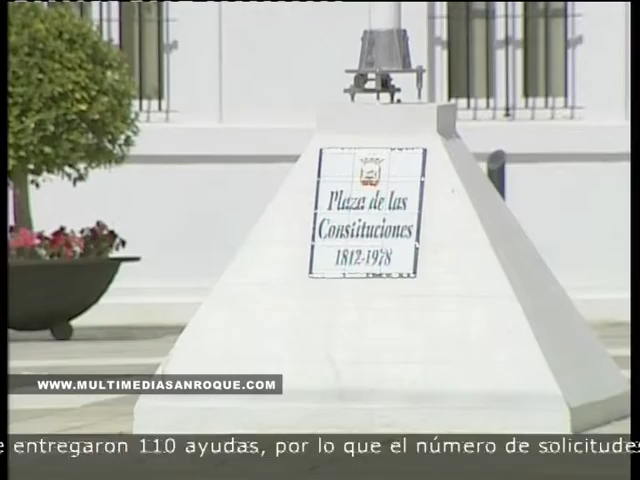 Plaza de las
Constituciones
1812-1978
WWW.MULTIMEDIASANROQUE.COM
e entregaron 110 ayudas, por lo que el número de solicitudes